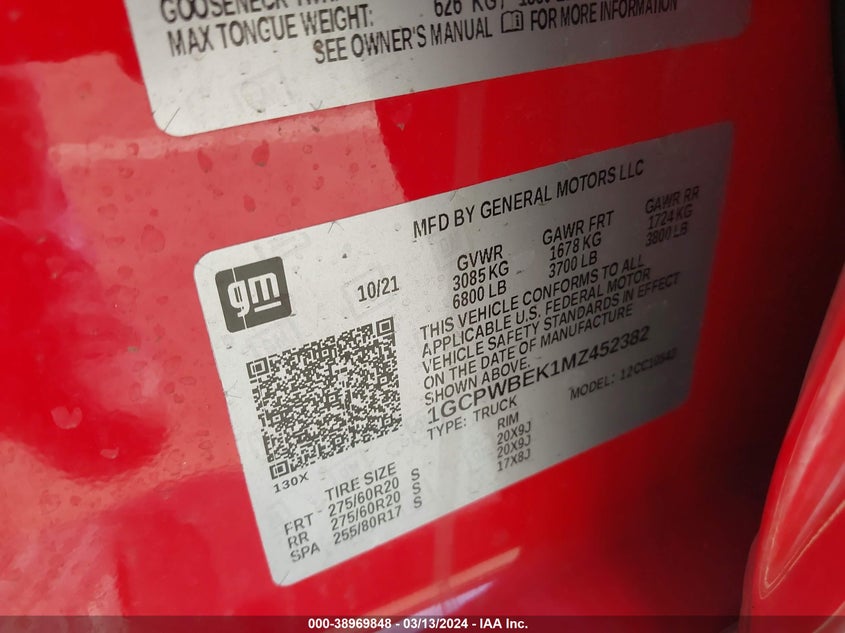 GOOSENECK
MAX TONGUE WEIGHT: 626 KG /
SEE OWNER'S MANUAL FOR MORE INFORMATION
MFD BY GENERAL MOTORS LLC
gm
10/21
GVWR GAWR FRT GAWR RR
3085 KG 1678 KG 1724 KG
6800 LB 3700 LB 3800 LB
THIS VEHICLE CONFORMS TO ALL
APPLICABLE U.S. FEDERAL MOTOR
VEHICLE SAFETY STANDARDS IN EFFECT
ON THE DATE OF MANUFACTURE
SHOWN ABOVE.
1GCPWBEK1MZ452382
TYPE: TRUCK MODEL:
130X
TIRE SIZE RIM
FRT - 275/60R20 S 20X9J
RR 275/60R20 S 20X9J
SPA 255/80R17 S 17X8J
000-38969848 - 03/13/2024 - IAA Inc.